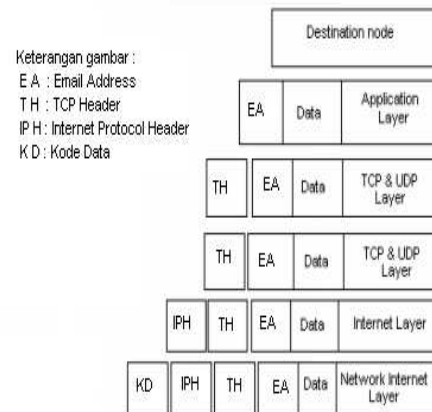 Destination node
Keterangan gambar :
E A : Email Address
T H : TCP Header
IP H : Internet Protocol Header
K D : Kode Data
EA Data Application
Layer
TH EA Data TCP & UDP
Layer
TH EA Data TCP & UDP
Layer
IPH TH EA Data Internet Layer
KD IPH TH EA Data Network Internet
Layer